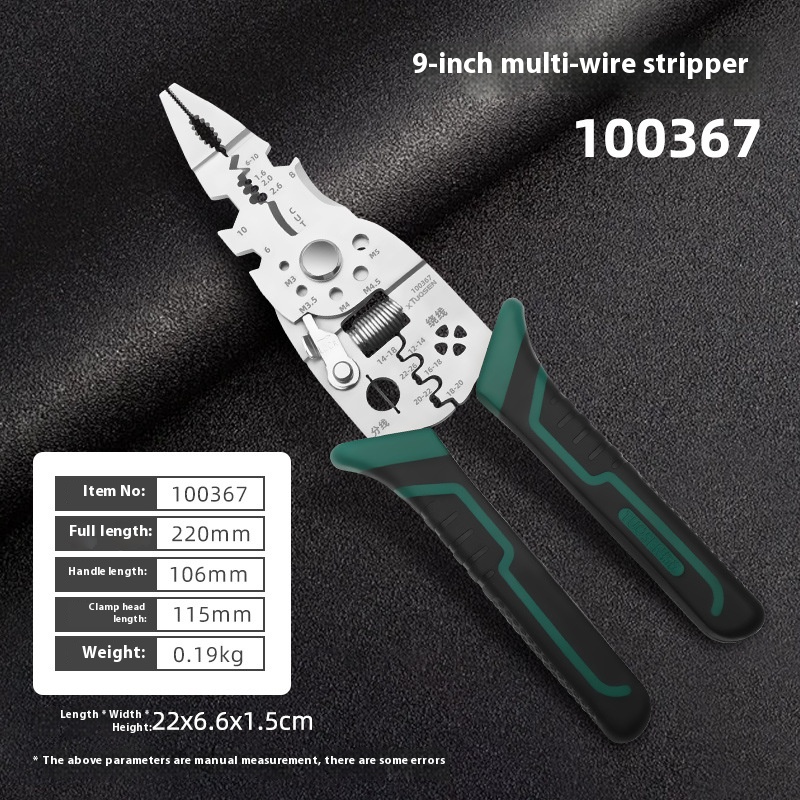 9-inch multi-wire stripper
100367
6-10
1.6
2.0
2.6
8
CUT
10
6
M5
M3
M3.5
M4
M4.5
100367
TUOSEN
绕线
14-18
12-14
22-26
16-18
20-22
18-20
分线
Item No: 100367
Full length: 220mm
Handle length: 106mm
Clamp head
length: 115mm
Weight: 0.19kg
Length * Width *
Height: 22x6.6x1.5cm
* The above parameters are manual measurement, there are some errors